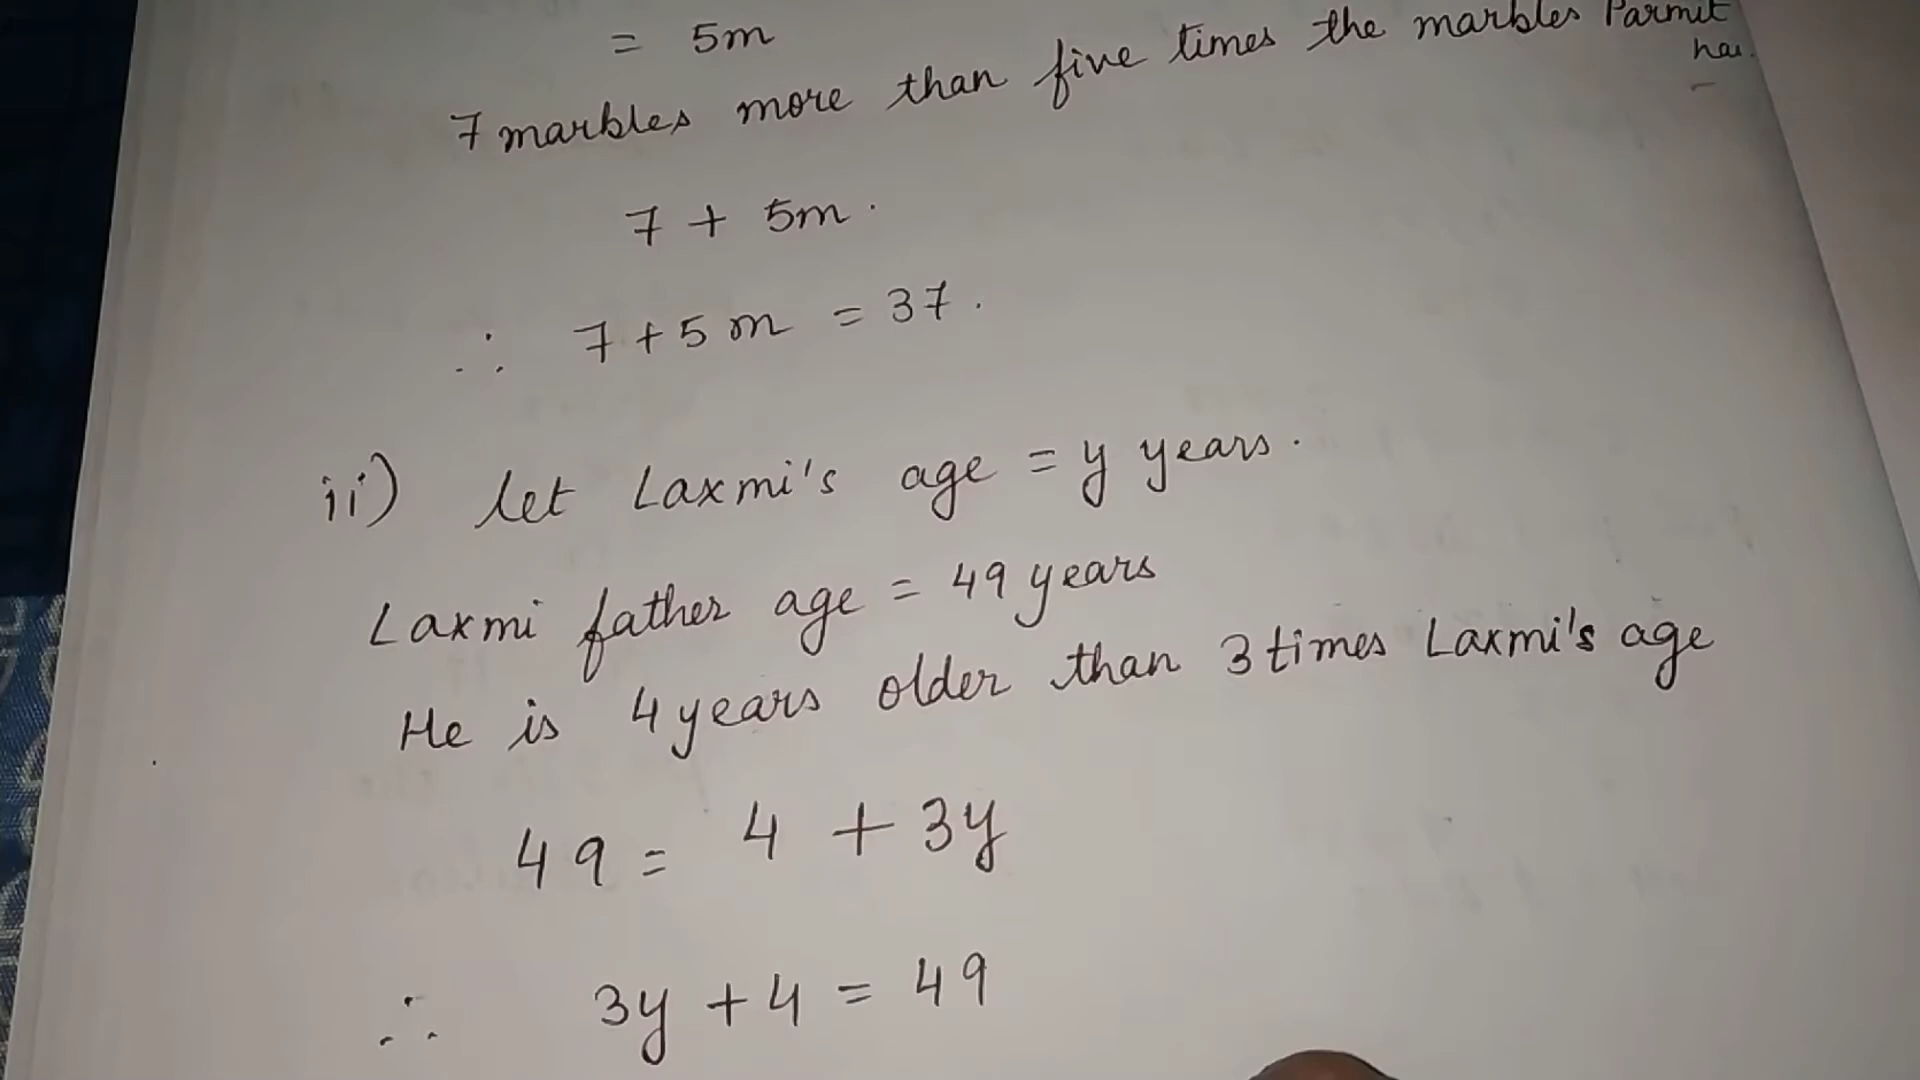 = 5m
7 marbles more than five times the marbles Parmit
has.
7 + 5m.
∴ 7 + 5m = 37.
ii) let Laxmi's age = y years.
Laxmi father age = 49 years
He is 4 years older than 3 times Laxmi's age
49 = 4 + 3y
∴ 3y + 4 = 49